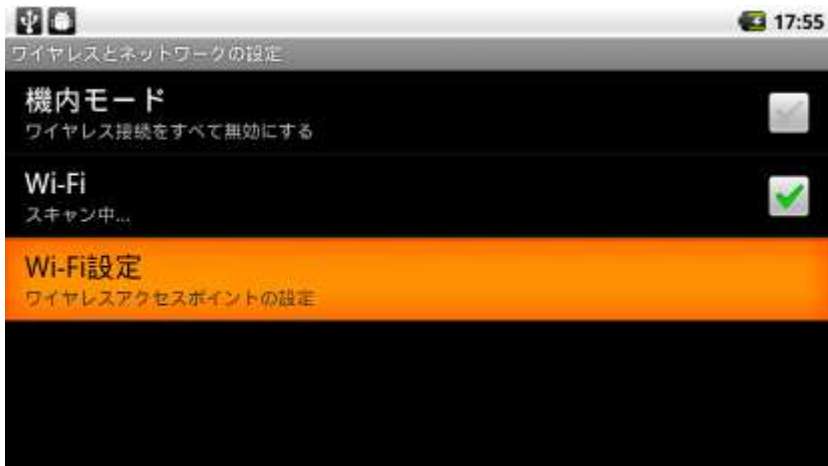 17:55
ワイヤレスとネットワークの設定
機内モード
ワイヤレス接続をすべて無効にする
Wi-Fi
スキャン中...
Wi-Fi設定
ワイヤレスアクセスポイントの設定